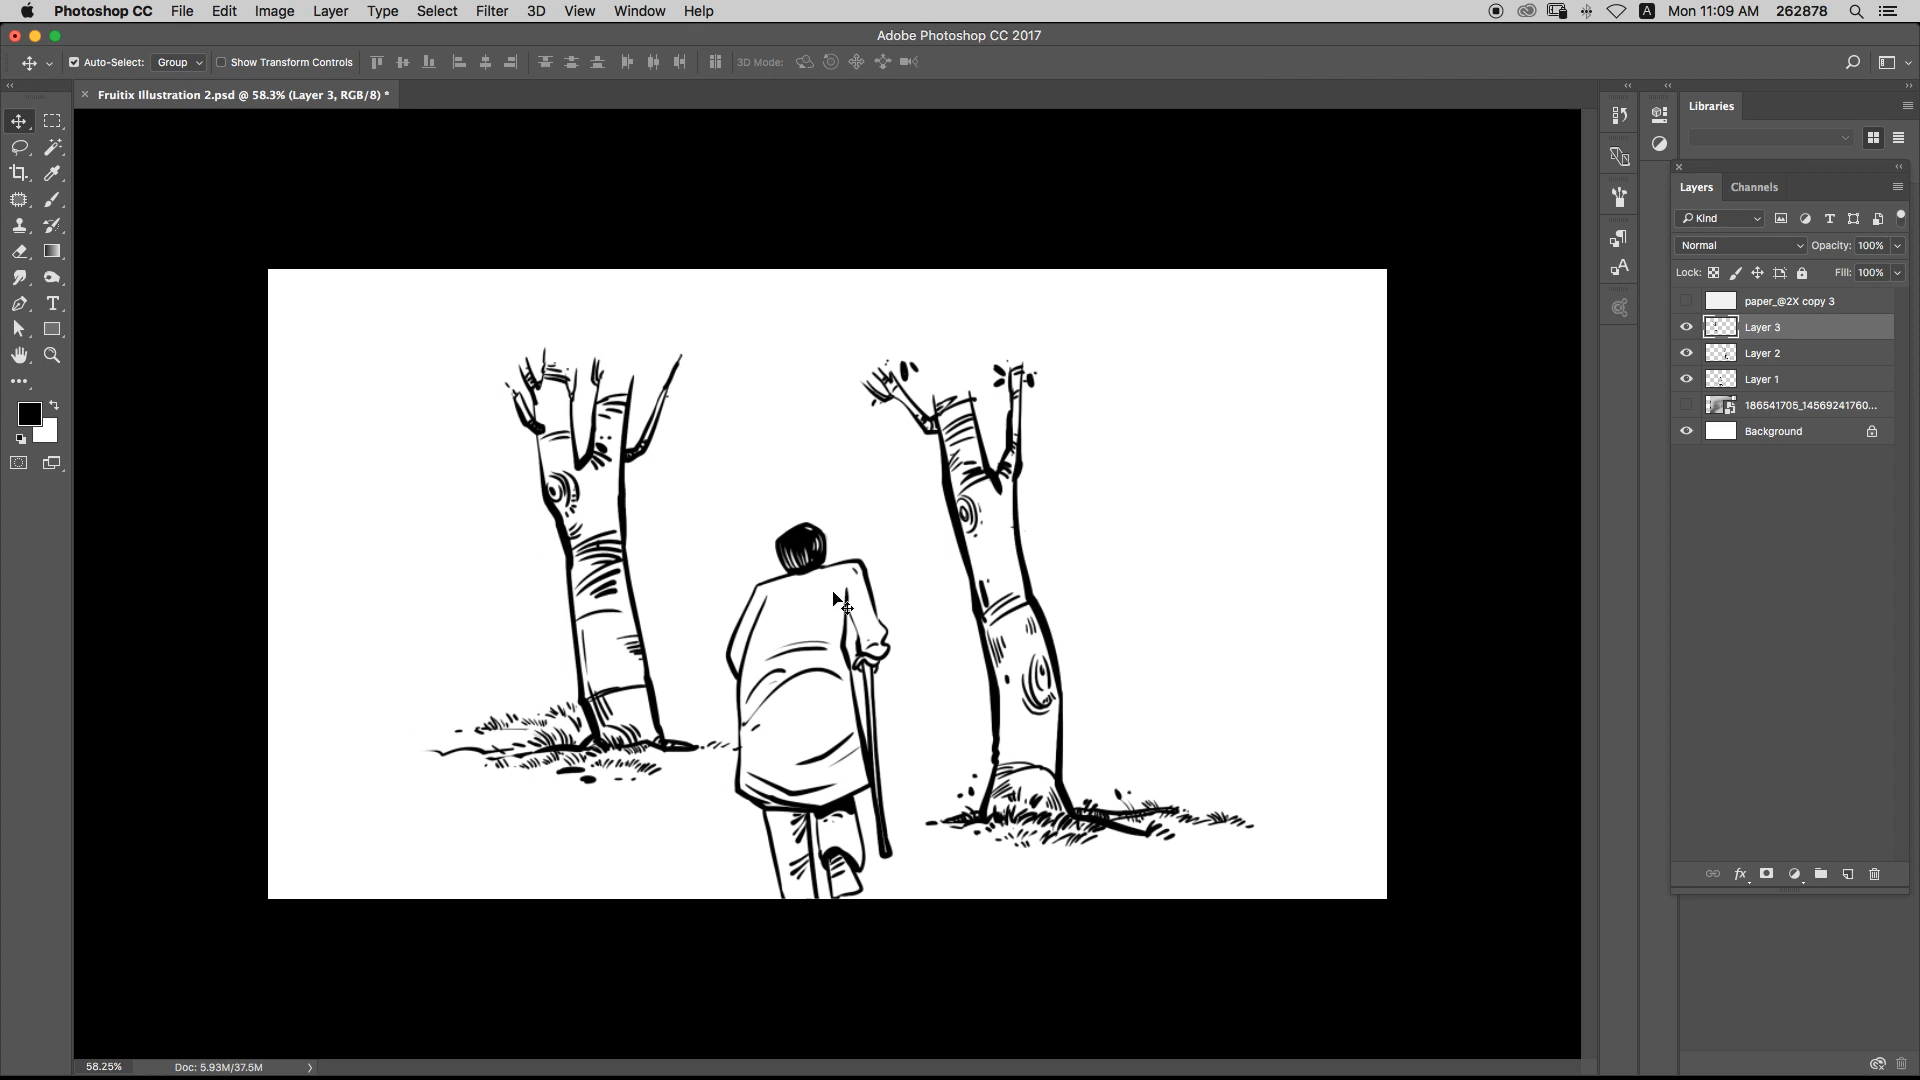 Photoshop CC File Edit Image Layer Type Select Filter 3D View Window Help A Mon 11:09 AM 262878
Adobe Photoshop CC 2017
Auto-Select: Group Show Transform Controls 3D Mode:
Fruitix Illustration 2.psd @ 58.3% (Layer 3, RGB/8) *
Libraries
Layers Channels
Kind
Normal Opacity: 100%
Lock: Fill: 100%
paper_@2X copy 3
Layer 3
Layer 2
Layer 1
186541705_14569241760...
Background
fx
58.25% Doc: 5.93M/37.5M